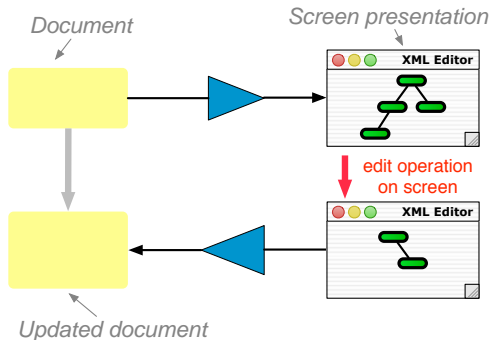 Document
Screen presentation
XML Editor
edit operation
on screen
XML Editor
Updated document